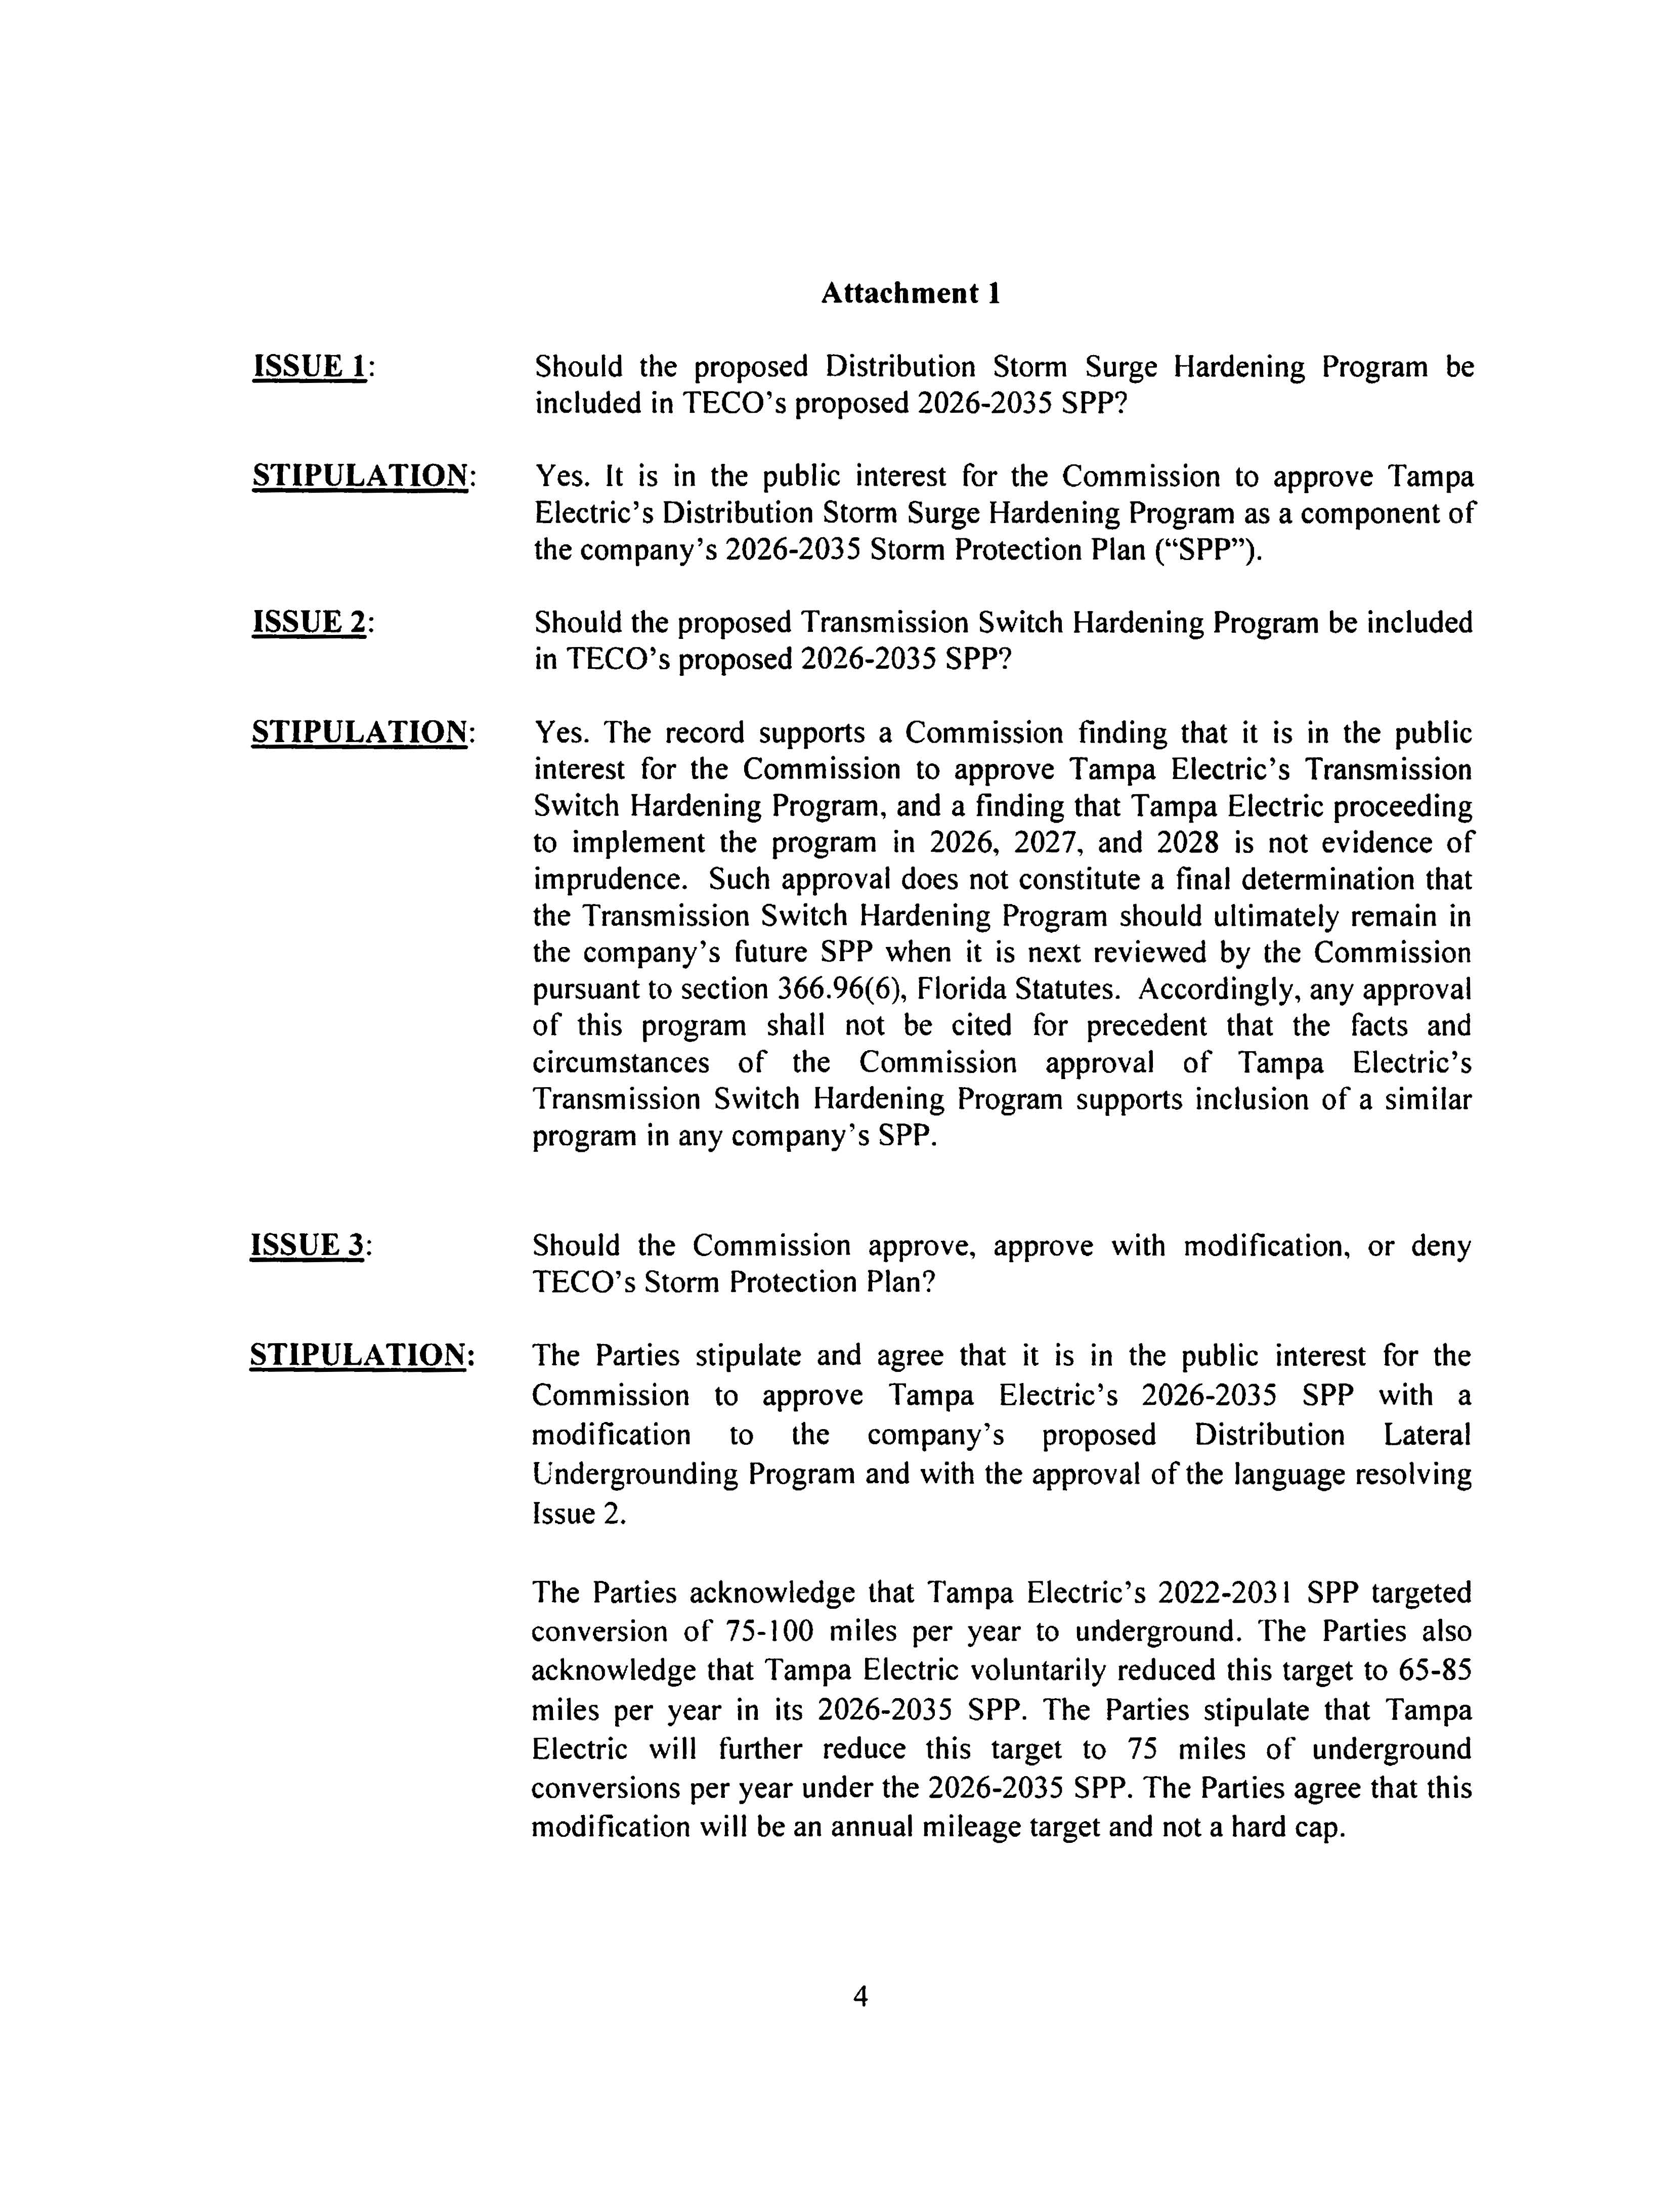 Attachment 1
ISSUE 1: Should the proposed Distribution Storm Surge Hardening Program be
included in TECO's proposed 2026-2035 SPP?
STIPULATION: Yes. It is in the public interest for the Commission to approve Tampa
Electric's Distribution Storm Surge Hardening Program as a component of
the company's 2026-2035 Storm Protection Plan (“SPP”).
ISSUE 2: Should the proposed Transmission Switch Hardening Program be included
in TECO's proposed 2026-2035 SPP?
STIPULATION: Yes. The record supports a Commission finding that it is in the public
interest for the Commission to approve Tampa Electric's Transmission
Switch Hardening Program, and a finding that Tampa Electric proceeding
to implement the program in 2026, 2027, and 2028 is not evidence of
imprudence. Such approval does not constitute a final determination that
the Transmission Switch Hardening Program should ultimately remain in
the company's future SPP when it is next reviewed by the Commission
pursuant to section 366.96(6), Florida Statutes. Accordingly, any approval
of this program shall not be cited for precedent that the facts and
circumstances of the Commission approval of Tampa Electric's
Transmission Switch Hardening Program supports inclusion of a similar
program in any company's SPP.
ISSUE 3: Should the Commission approve, approve with modification, or deny
TECO's Storm Protection Plan?
STIPULATION: The Parties stipulate and agree that it is in the public interest for the
Commission to approve Tampa Electric's 2026-2035 SPP with a
modification to the company's proposed Distribution Lateral
Undergrounding Program and with the approval of the language resolving
Issue 2.
The Parties acknowledge that Tampa Electric's 2022-2031 SPP targeted
conversion of 75-100 miles per year to underground. The Parties also
acknowledge that Tampa Electric voluntarily reduced this target to 65-85
miles per year in its 2026-2035 SPP. The Parties stipulate that Tampa
Electric will further reduce this target to 75 miles of underground
conversions per year under the 2026-2035 SPP. The Parties agree that this
modification will be an annual mileage target and not a hard cap.
4